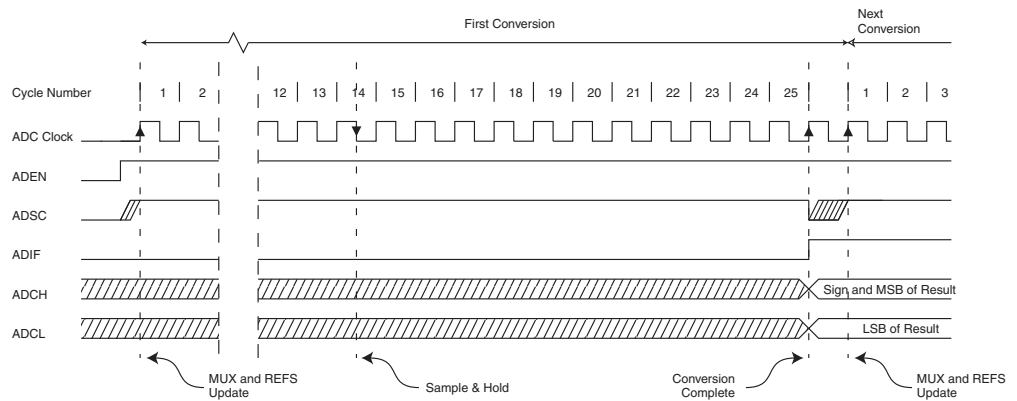 First Conversion
Next
Conversion
Cycle Number 1 2 12 13 14 15 16 17 18 19 20 21 22 23 24 25 1 2 3
ADC Clock
ADEN
ADSC
ADIF
ADCH Sign and MSB of Result
ADCL LSB of Result
MUX and REFS
Update
Sample & Hold
Conversion
Complete
MUX and REFS
Update